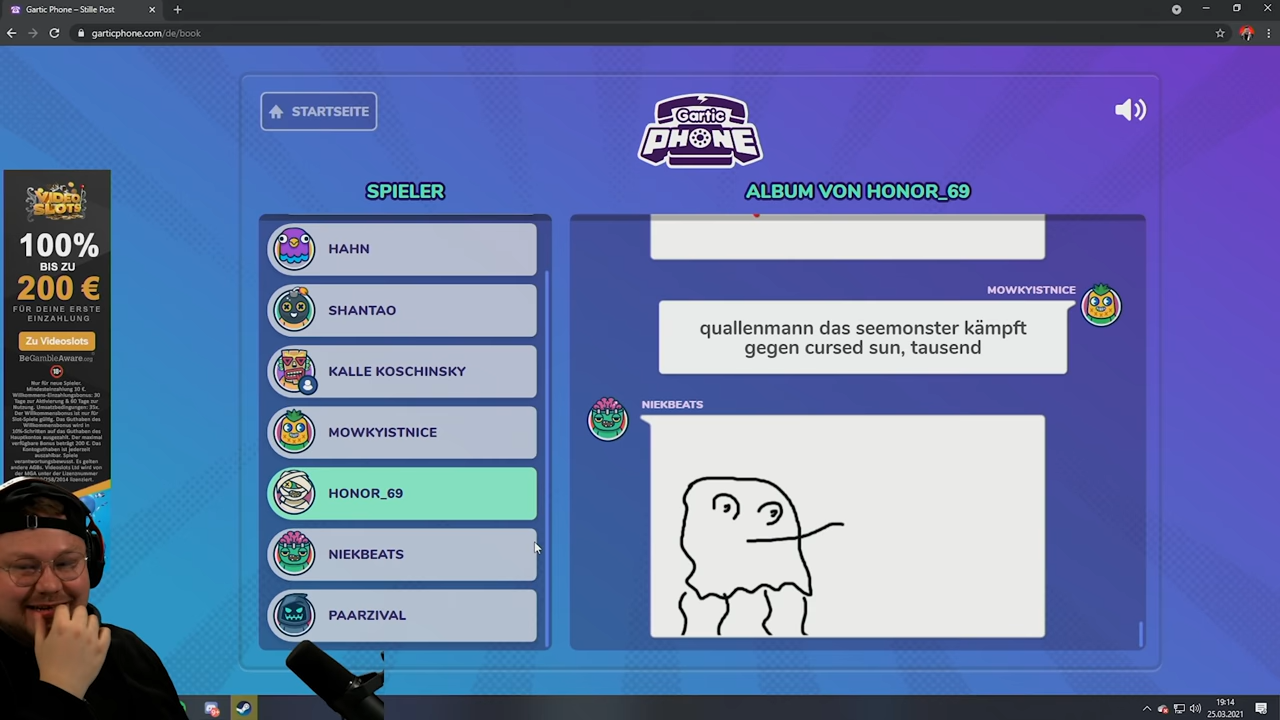 Gartic Phone – Stille Post
garticphone.com/de/book
STARTSEITE
Gartic
PHONE
SPIELER
ALBUM VON HONOR_69
HAHN
SHANTAO
KALLE KOSCHINSKY
MOWKYISTNICE
HONOR_69
NIEKBEATS
PAARZIVAL
MOWKYISTNICE
quallenmann das seemonster kämpft
gegen cursed sun, tausend
NIEKBEATS
VIDEO
SLOTS
100%
BIS ZU
200 €
FÜR DEINE ERSTE
EINZAHLUNG
Zu Videoslots
BeGambleAware.org
18+
19:14
25.03.2021